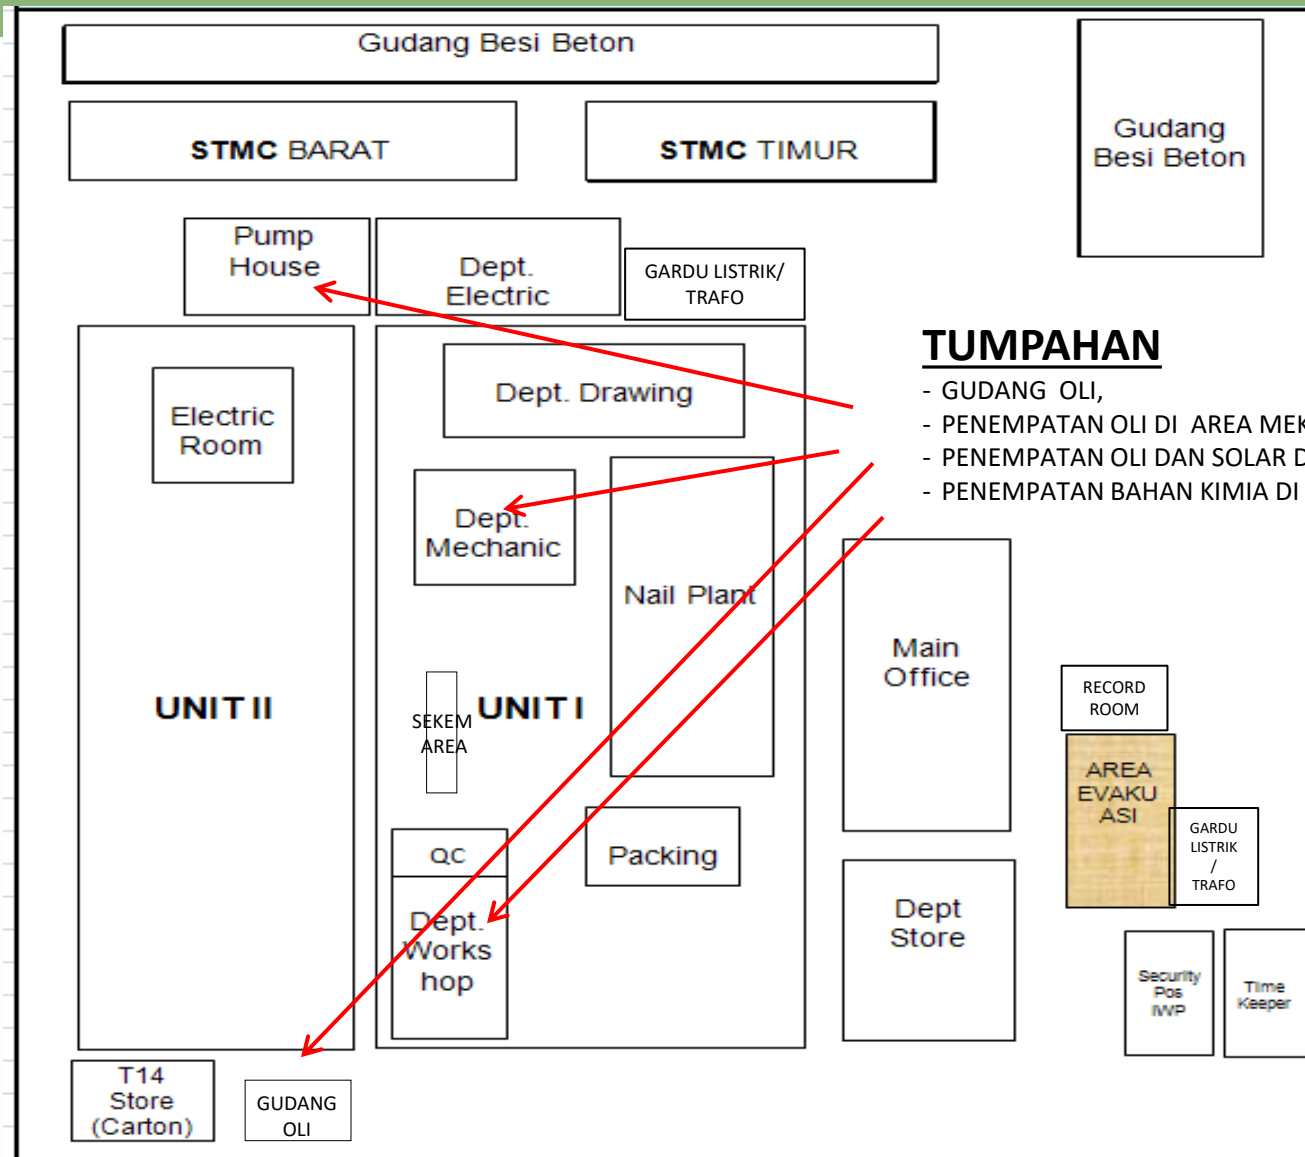 Gudang Besi Beton
STMC BARAT
STMC TIMUR
Gudang
Besi Beton
Pump
House
Dept.
Electric
GARDU LISTRIK/
TRAFO
TUMPAHAN
- GUDANG OLI,
- PENEMPATAN OLI DI AREA MEK
- PENEMPATAN OLI DAN SOLAR D
- PENEMPATAN BAHAN KIMIA DI
Dept. Drawing
Electric
Room
Dept.
Mechanic
Nail Plant
Main
Office
UNIT II
SEKEM
AREA
UNIT I
RECORD
ROOM
AREA
EVAKU
ASI
GARDU
LISTRIK
/
TRAFO
QC
Packing
Dept.
Works
hop
Dept
Store
Security
Pos
IWP
Time
Keeper
T14
Store
(Carton)
GUDANG
OLI